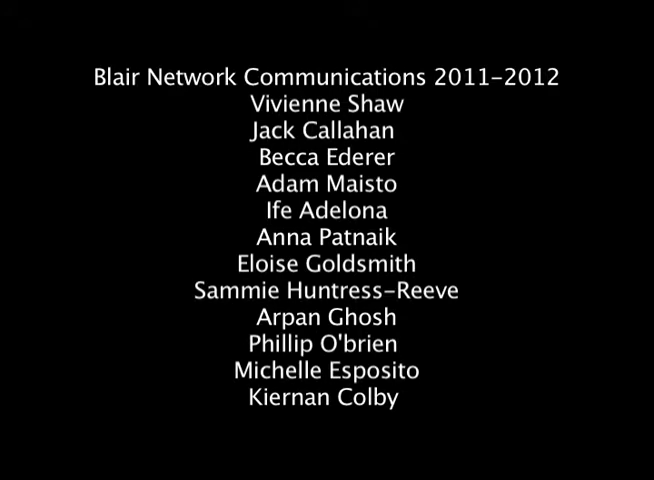 Blair Network Communications 2011-2012
Vivienne Shaw
Jack Callahan
Becca Ederer
Adam Maisto
Ife Adelona
Anna Patnaik
Eloise Goldsmith
Sammie Huntress-Reeve
Arpan Ghosh
Phillip O'brien
Michelle Esposito
Kiernan Colby